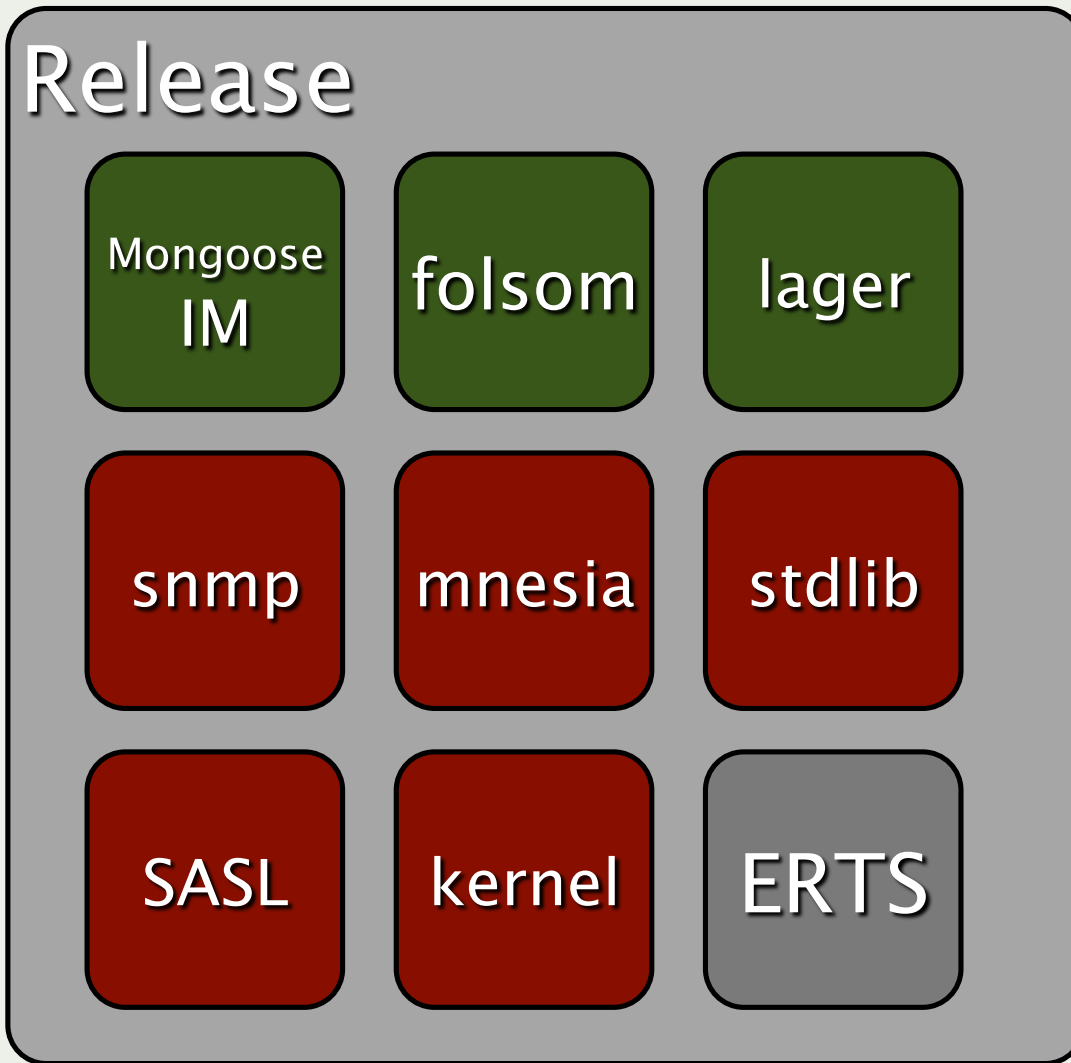 Release
Mongoose
IM
folsom
lager
snmp
mnesia
stdlib
SASL
kernel
ERTS